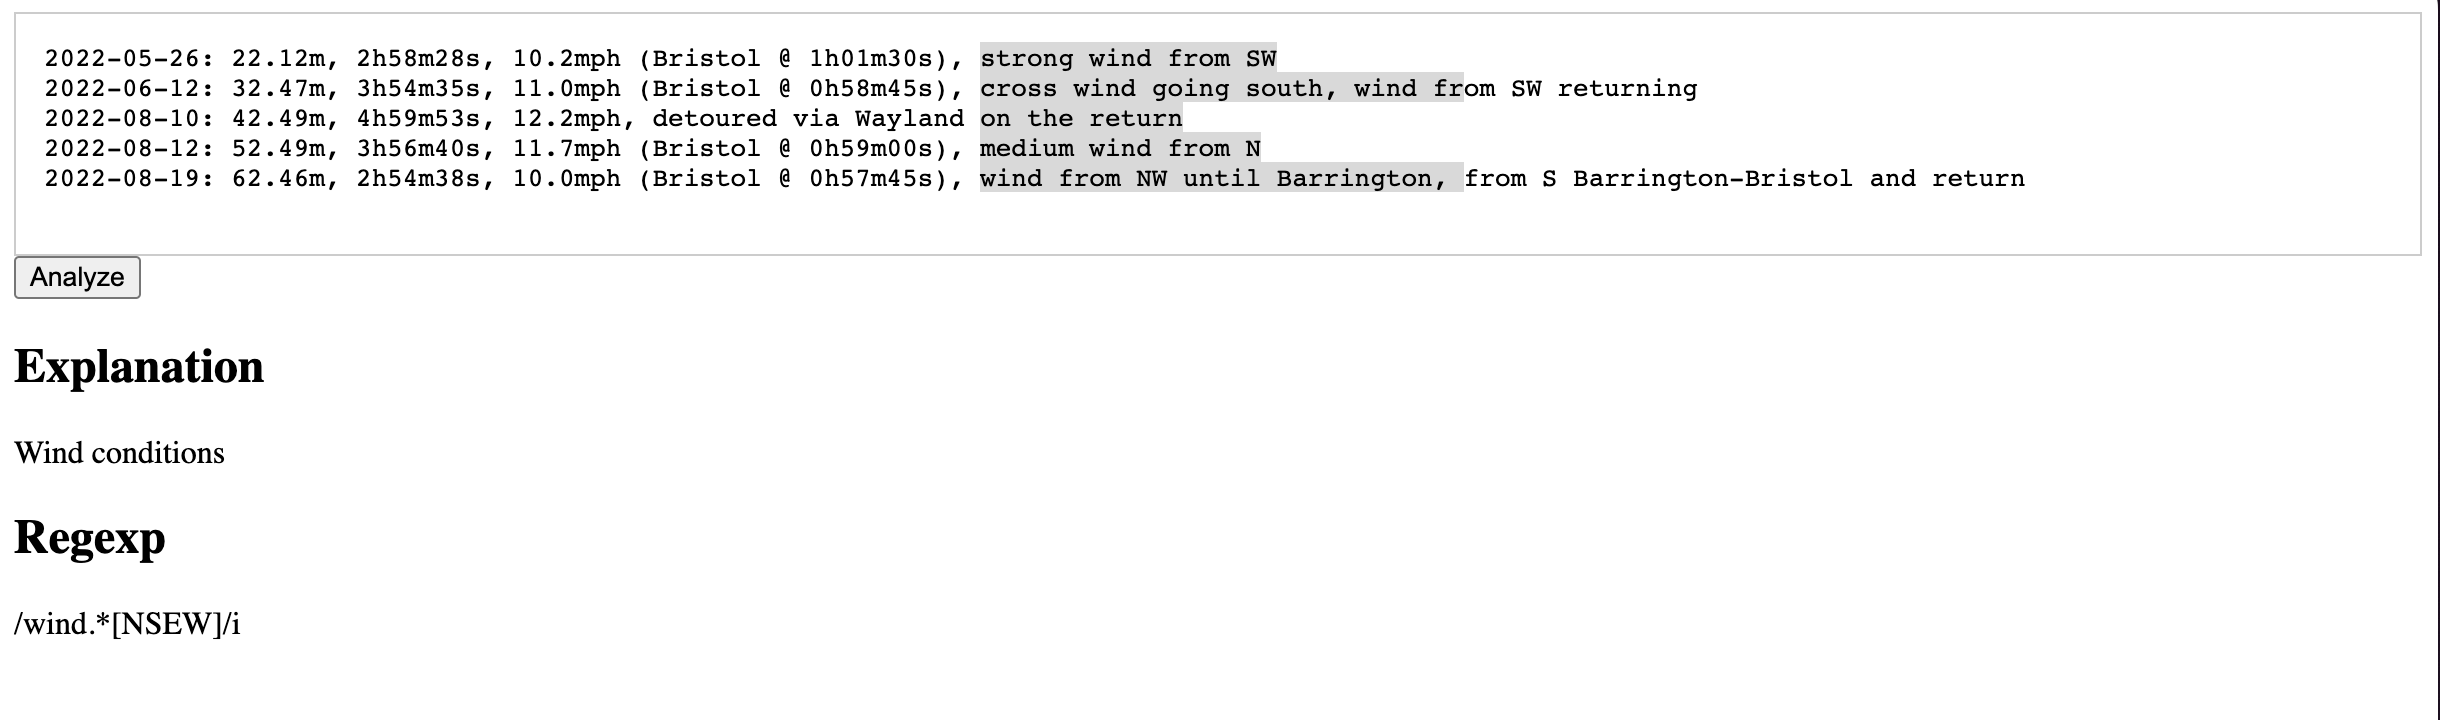 2022-05-26: 22.12m, 2h58m28s, 10.2mph (Bristol @ 1h01m30s), strong wind from SW
2022-06-12: 32.47m, 3h54m35s, 11.0mph (Bristol @ 0h58m45s), cross wind going south, wind from SW returning
2022-08-10: 42.49m, 4h59m53s, 12.2mph, detoured via Wayland on the return
2022-08-12: 52.49m, 3h56m40s, 11.7mph (Bristol @ 0h59m00s), medium wind from N
2022-08-19: 62.46m, 2h54m38s, 10.0mph (Bristol @ 0h57m45s), wind from NW until Barrington, from S Barrington-Bristol and return
Analyze
Explanation
Wind conditions
Regexp
/wind.*[NSEW]/i